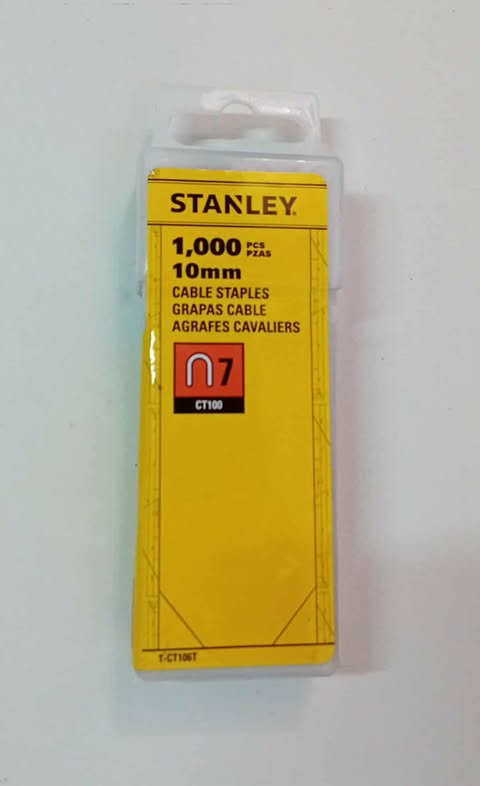 STANLEY®
1,000 PCS PZAS
10mm
CABLE STAPLES
GRAPAS CABLE
AGRAFES CAVALIERS
7
CT100
1-CT106T